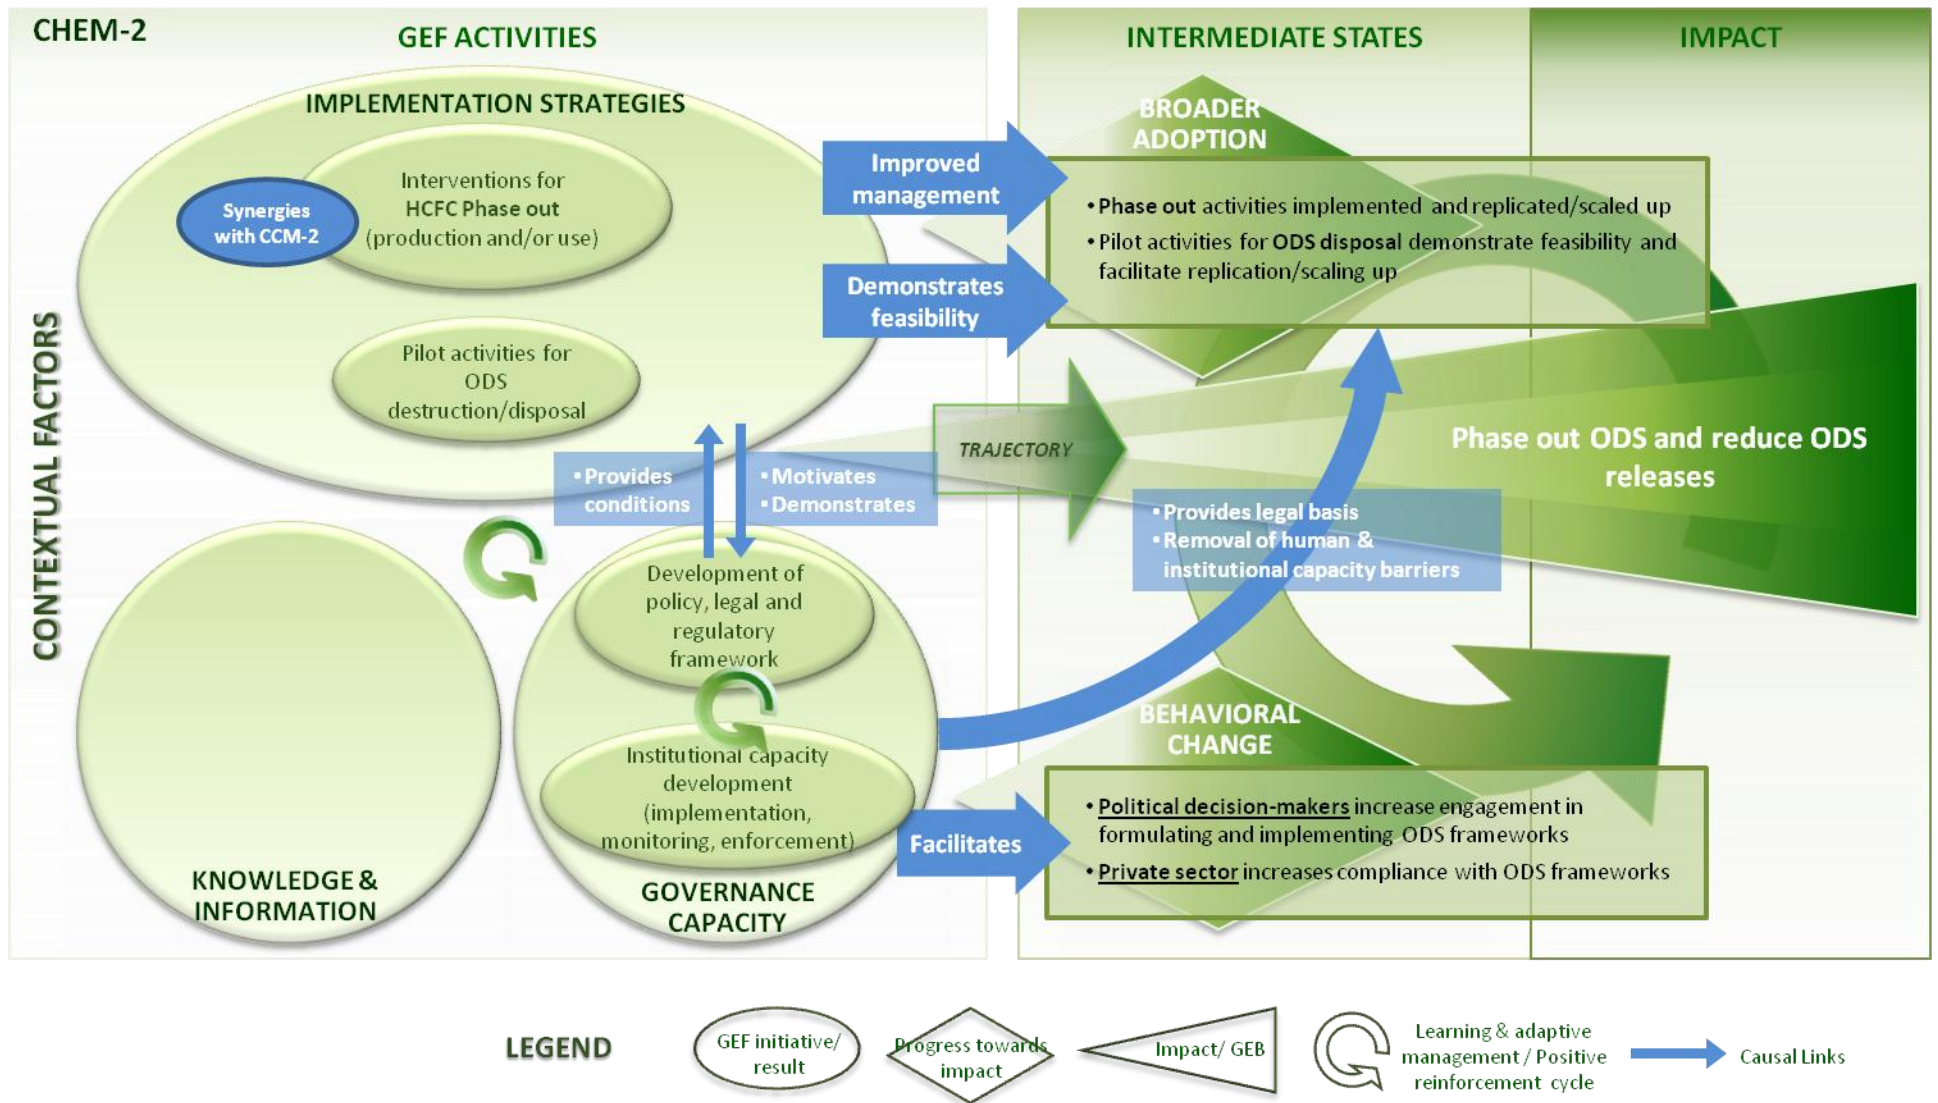 CHEM-2
GEF ACTIVITIES
INTERMEDIATE STATES
IMPACT
CONTEXTUAL FACTORS
IMPLEMENTATION STRATEGIES
Interventions for
HCFC Phase out
(production and/or use)
Synergies
with CCM-2
Pilot activities for
ODS
destruction/disposal
Improved
management
Demonstrates
feasibility
BROADER
ADOPTION
• Phase out activities implemented and replicated/scaled up
• Pilot activities for ODS disposal demonstrate feasibility and
facilitate replication/scaling up
TRAJECTORY
Phase out ODS and reduce ODS
releases
• Provides
conditions
• Motivates
• Demonstrates
• Provides legal basis
• Removal of human &
institutional capacity barriers
Development of
policy, legal and
regulatory
framework
Institutional capacity
development
(implementation,
monitoring, enforcement)
KNOWLEDGE &
INFORMATION
GOVERNANCE
CAPACITY
Facilitates
BEHAVIORAL
CHANGE
• Political decision-makers increase engagement in
formulating and implementing ODS frameworks
• Private sector increases compliance with ODS frameworks
LEGEND
GEF initiative/
result
Progress towards
impact
Impact/ GEB
Learning & adaptive
management / Positive
reinforcement cycle
Causal Links